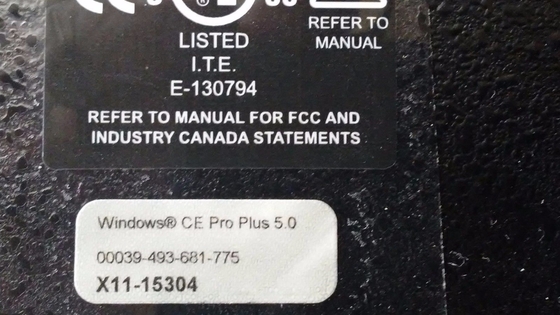 LISTED
I.T.E.
E-130794
REFER TO
MANUAL
REFER TO MANUAL FOR FCC AND
INDUSTRY CANADA STATEMENTS
Windows® CE Pro Plus 5.0
00039-493-681-775
X11-15304